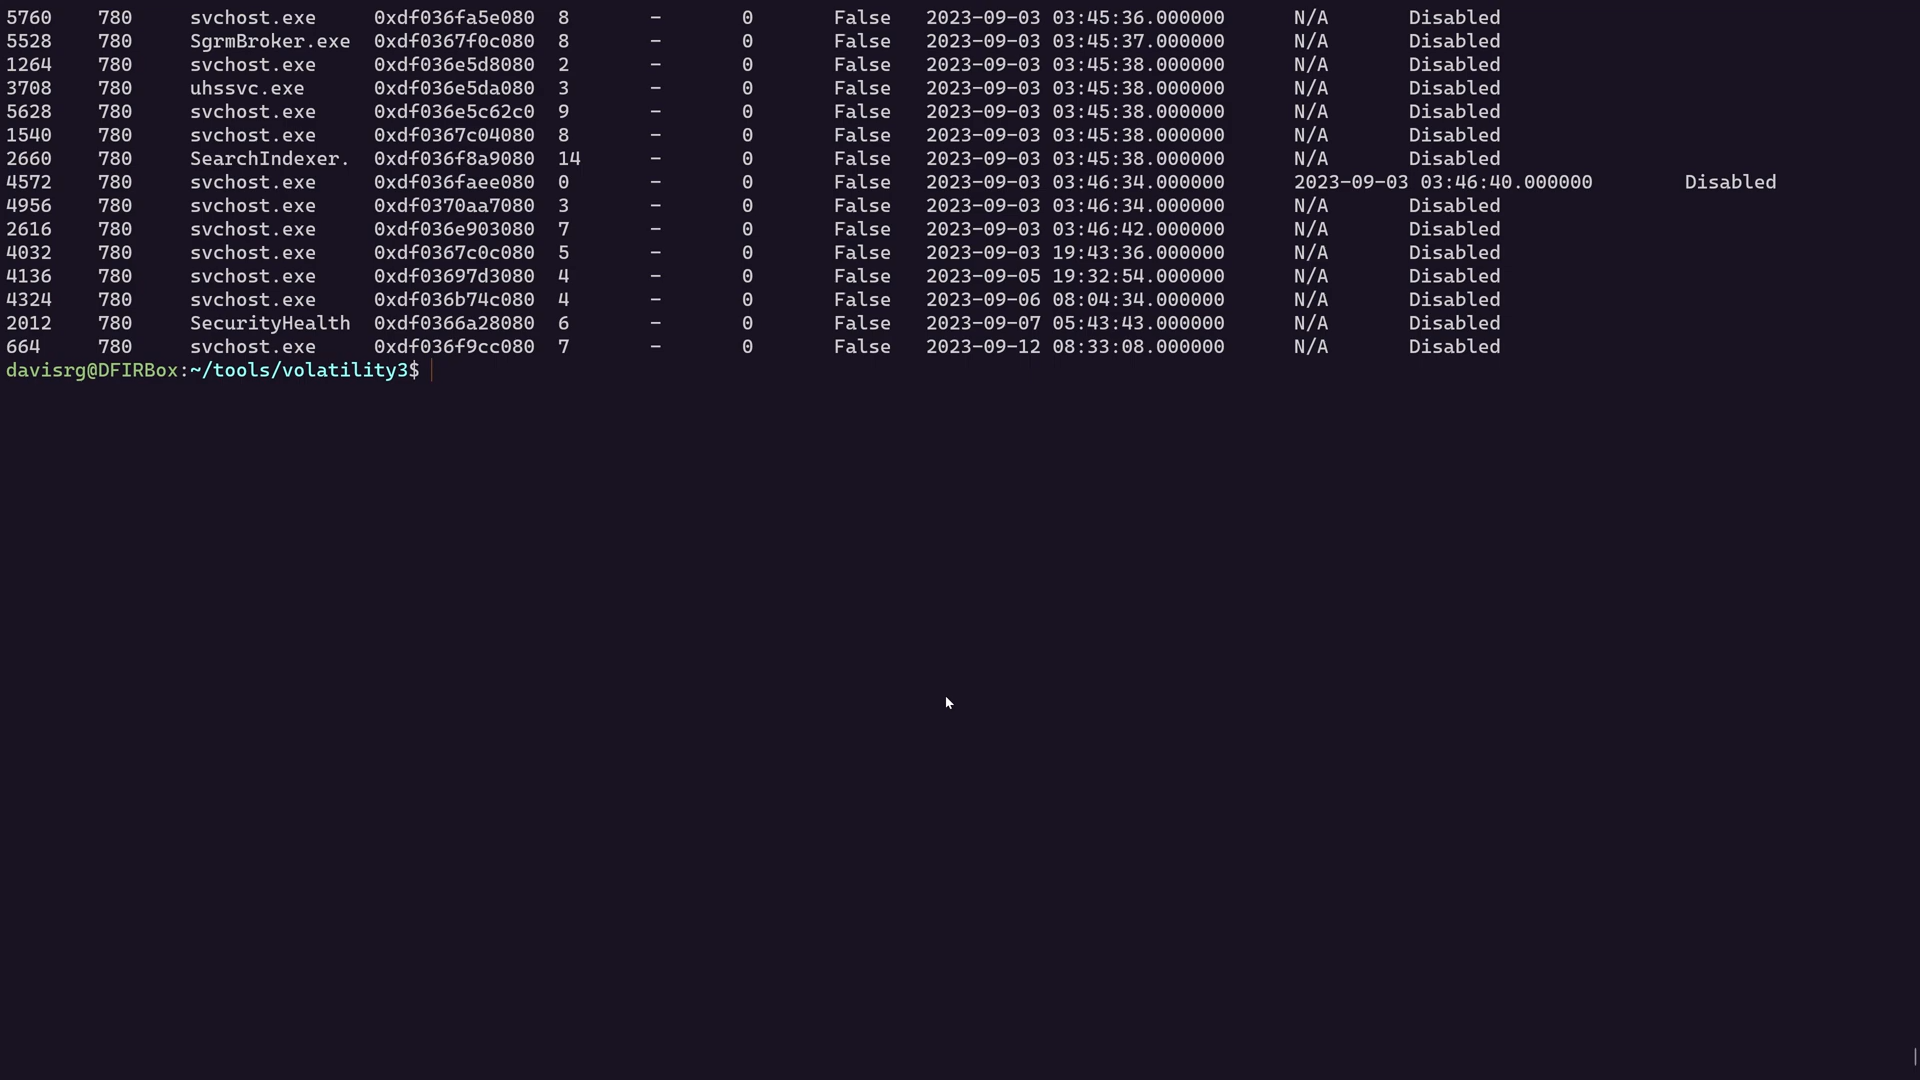 5760 780 svchost.exe 0xdf036fa5e080 8 - 0 False 2023-09-03 03:45:36.000000 N/A Disabled
5528 780 SgrmBroker.exe 0xdf0367f0c080 8 - 0 False 2023-09-03 03:45:37.000000 N/A Disabled
1264 780 svchost.exe 0xdf036e5d8080 2 - 0 False 2023-09-03 03:45:38.000000 N/A Disabled
3708 780 uhssvc.exe 0xdf036e5da080 3 - 0 False 2023-09-03 03:45:38.000000 N/A Disabled
5628 780 svchost.exe 0xdf036e5c62c0 9 - 0 False 2023-09-03 03:45:38.000000 N/A Disabled
1540 780 svchost.exe 0xdf0367c04080 8 - 0 False 2023-09-03 03:45:38.000000 N/A Disabled
2660 780 SearchIndexer. 0xdf036f8a9080 14 - 0 False 2023-09-03 03:45:38.000000 N/A Disabled
4572 780 svchost.exe 0xdf036faee080 0 - 0 False 2023-09-03 03:46:34.000000 2023-09-03 03:46:40.000000 Disabled
4956 780 svchost.exe 0xdf0370aa7080 3 - 0 False 2023-09-03 03:46:34.000000 N/A Disabled
2616 780 svchost.exe 0xdf036e903080 7 - 0 False 2023-09-03 03:46:42.000000 N/A Disabled
4032 780 svchost.exe 0xdf0367c0c080 5 - 0 False 2023-09-03 19:43:36.000000 N/A Disabled
4136 780 svchost.exe 0xdf03697d3080 4 - 0 False 2023-09-05 19:32:54.000000 N/A Disabled
4324 780 svchost.exe 0xdf036b74c080 4 - 0 False 2023-09-06 08:04:34.000000 N/A Disabled
2012 780 SecurityHealth 0xdf0366a28080 6 - 0 False 2023-09-07 05:43:43.000000 N/A Disabled
664 780 svchost.exe 0xdf036f9cc080 7 - 0 False 2023-09-12 08:33:08.000000 N/A Disabled
davisrg@DFIRBox:~/tools/volatility3$